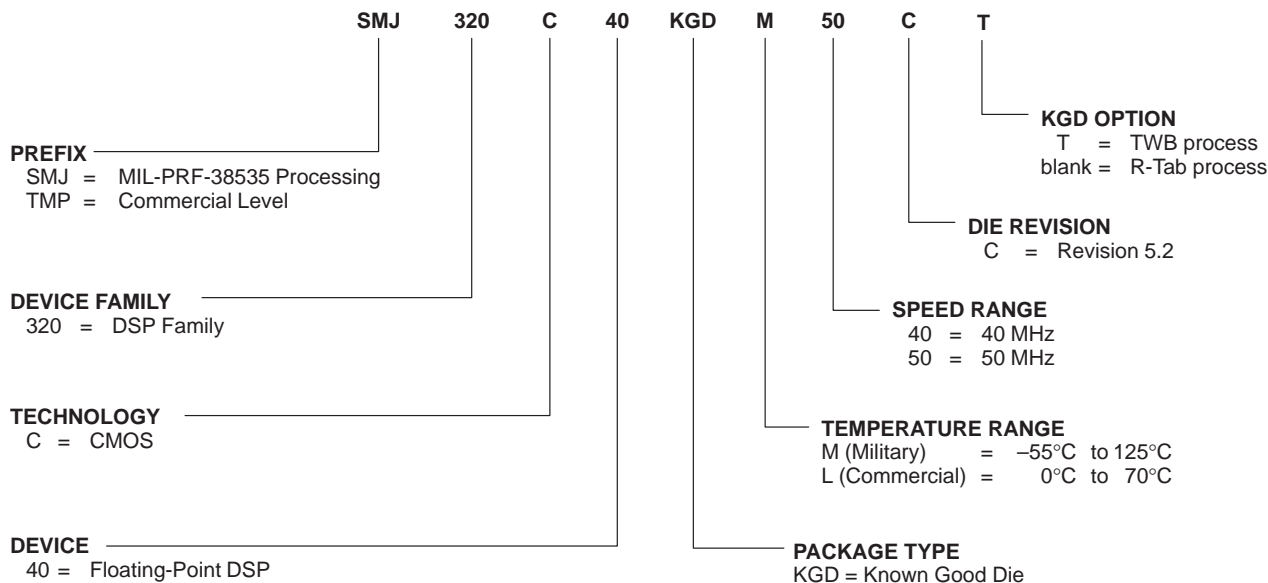 SMJ 320 C 40 KGD M 50 C T
PREFIX
SMJ = MIL-PRF-38535 Processing
TMP = Commercial Level
DEVICE FAMILY
320 = DSP Family
TECHNOLOGY
C = CMOS
DEVICE
40 = Floating-Point DSP
KGD OPTION
T = TWB process
blank = R-Tab process
DIE REVISION
C = Revision 5.2
SPEED RANGE
40 = 40 MHz
50 = 50 MHz
TEMPERATURE RANGE
M (Military) = –55°C to 125°C
L (Commercial) = 0°C to 70°C
PACKAGE TYPE
KGD = Known Good Die